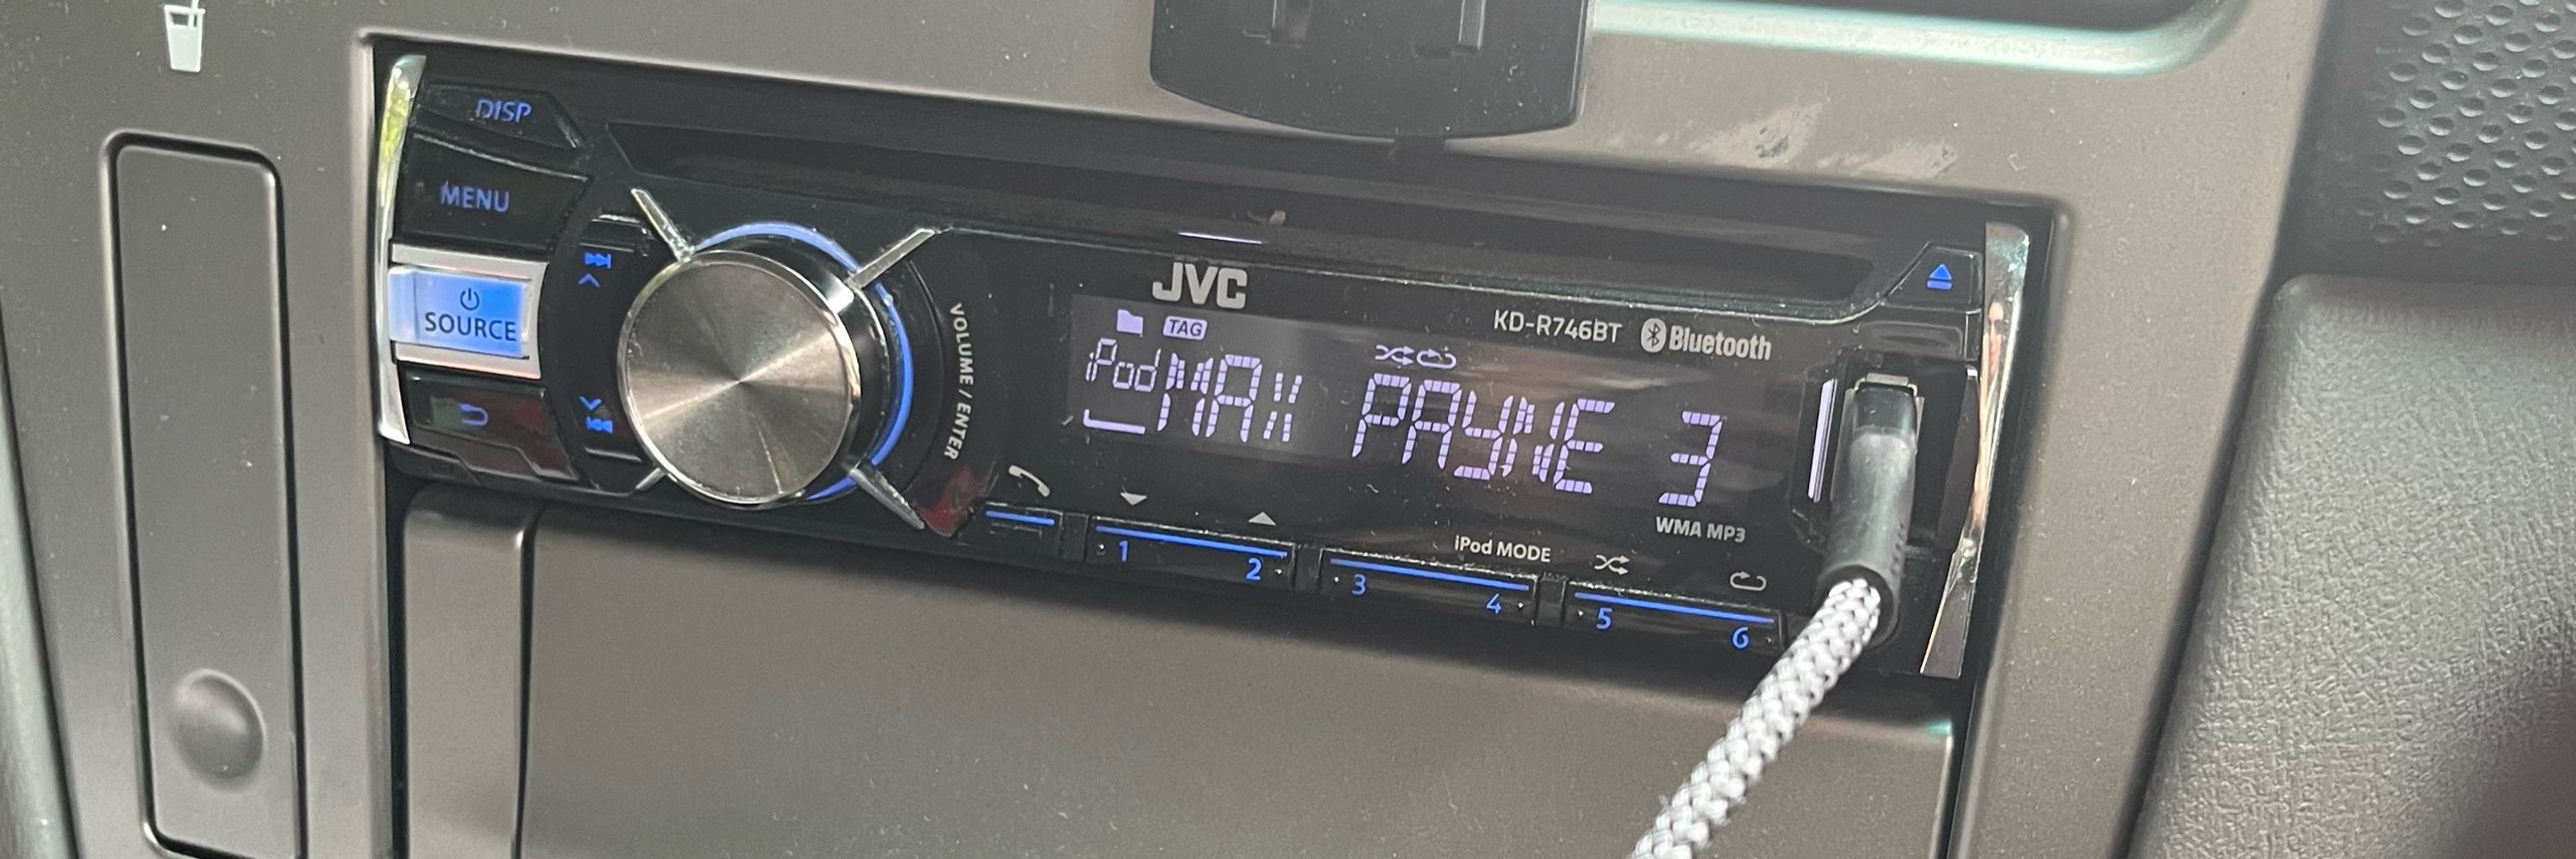 DISP
MENU
SOURCE
VOLUME / ENTER
JVC
KD-R746BT Bluetooth
TAG
iPod MAX PAYNE 3
WMA MP3
iPod MODE
1 2 3 4 5 6